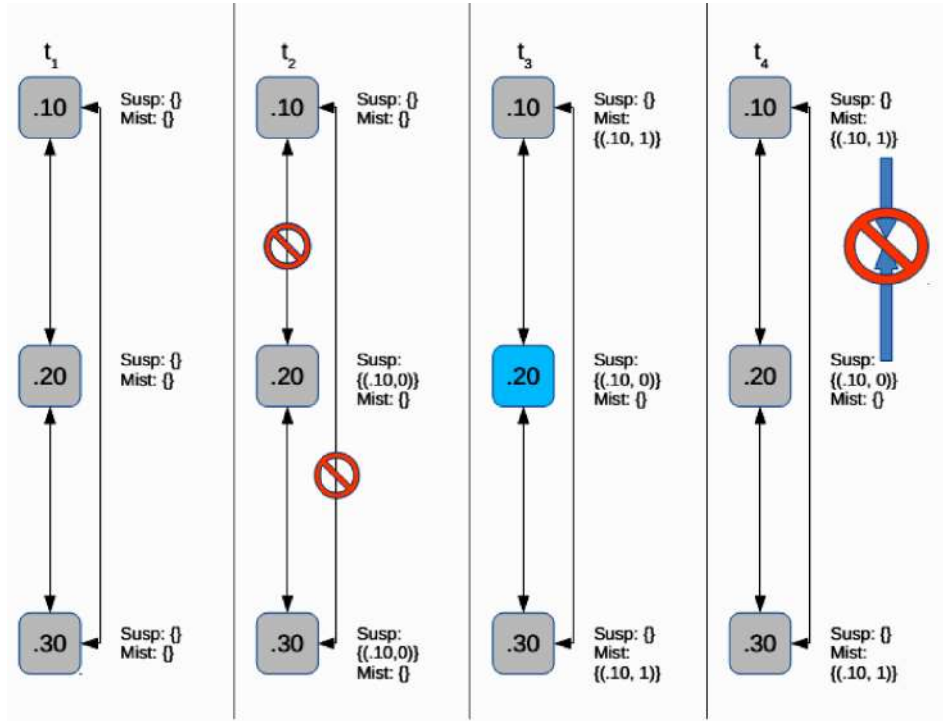 t1
.10
Susp: {}
Mist: {}
.20
Susp: {}
Mist: {}
.30
Susp: {}
Mist: {}
t2
.10
Susp: {}
Mist: {}
.20
Susp:
{(.10,0)}
Mist: {}
.30
Susp:
{(.10,0)}
Mist: {}
t3
.10
Susp: {}
Mist:
{(.10, 1)}
.20
Susp:
{(.10, 0)}
Mist: {}
.30
Susp: {}
Mist:
{(.10, 1)}
t4
.10
Susp: {}
Mist:
{(.10, 1)}
.20
Susp:
{(.10, 0)}
Mist: {}
.30
Susp: {}
Mist:
{(.10, 1)}